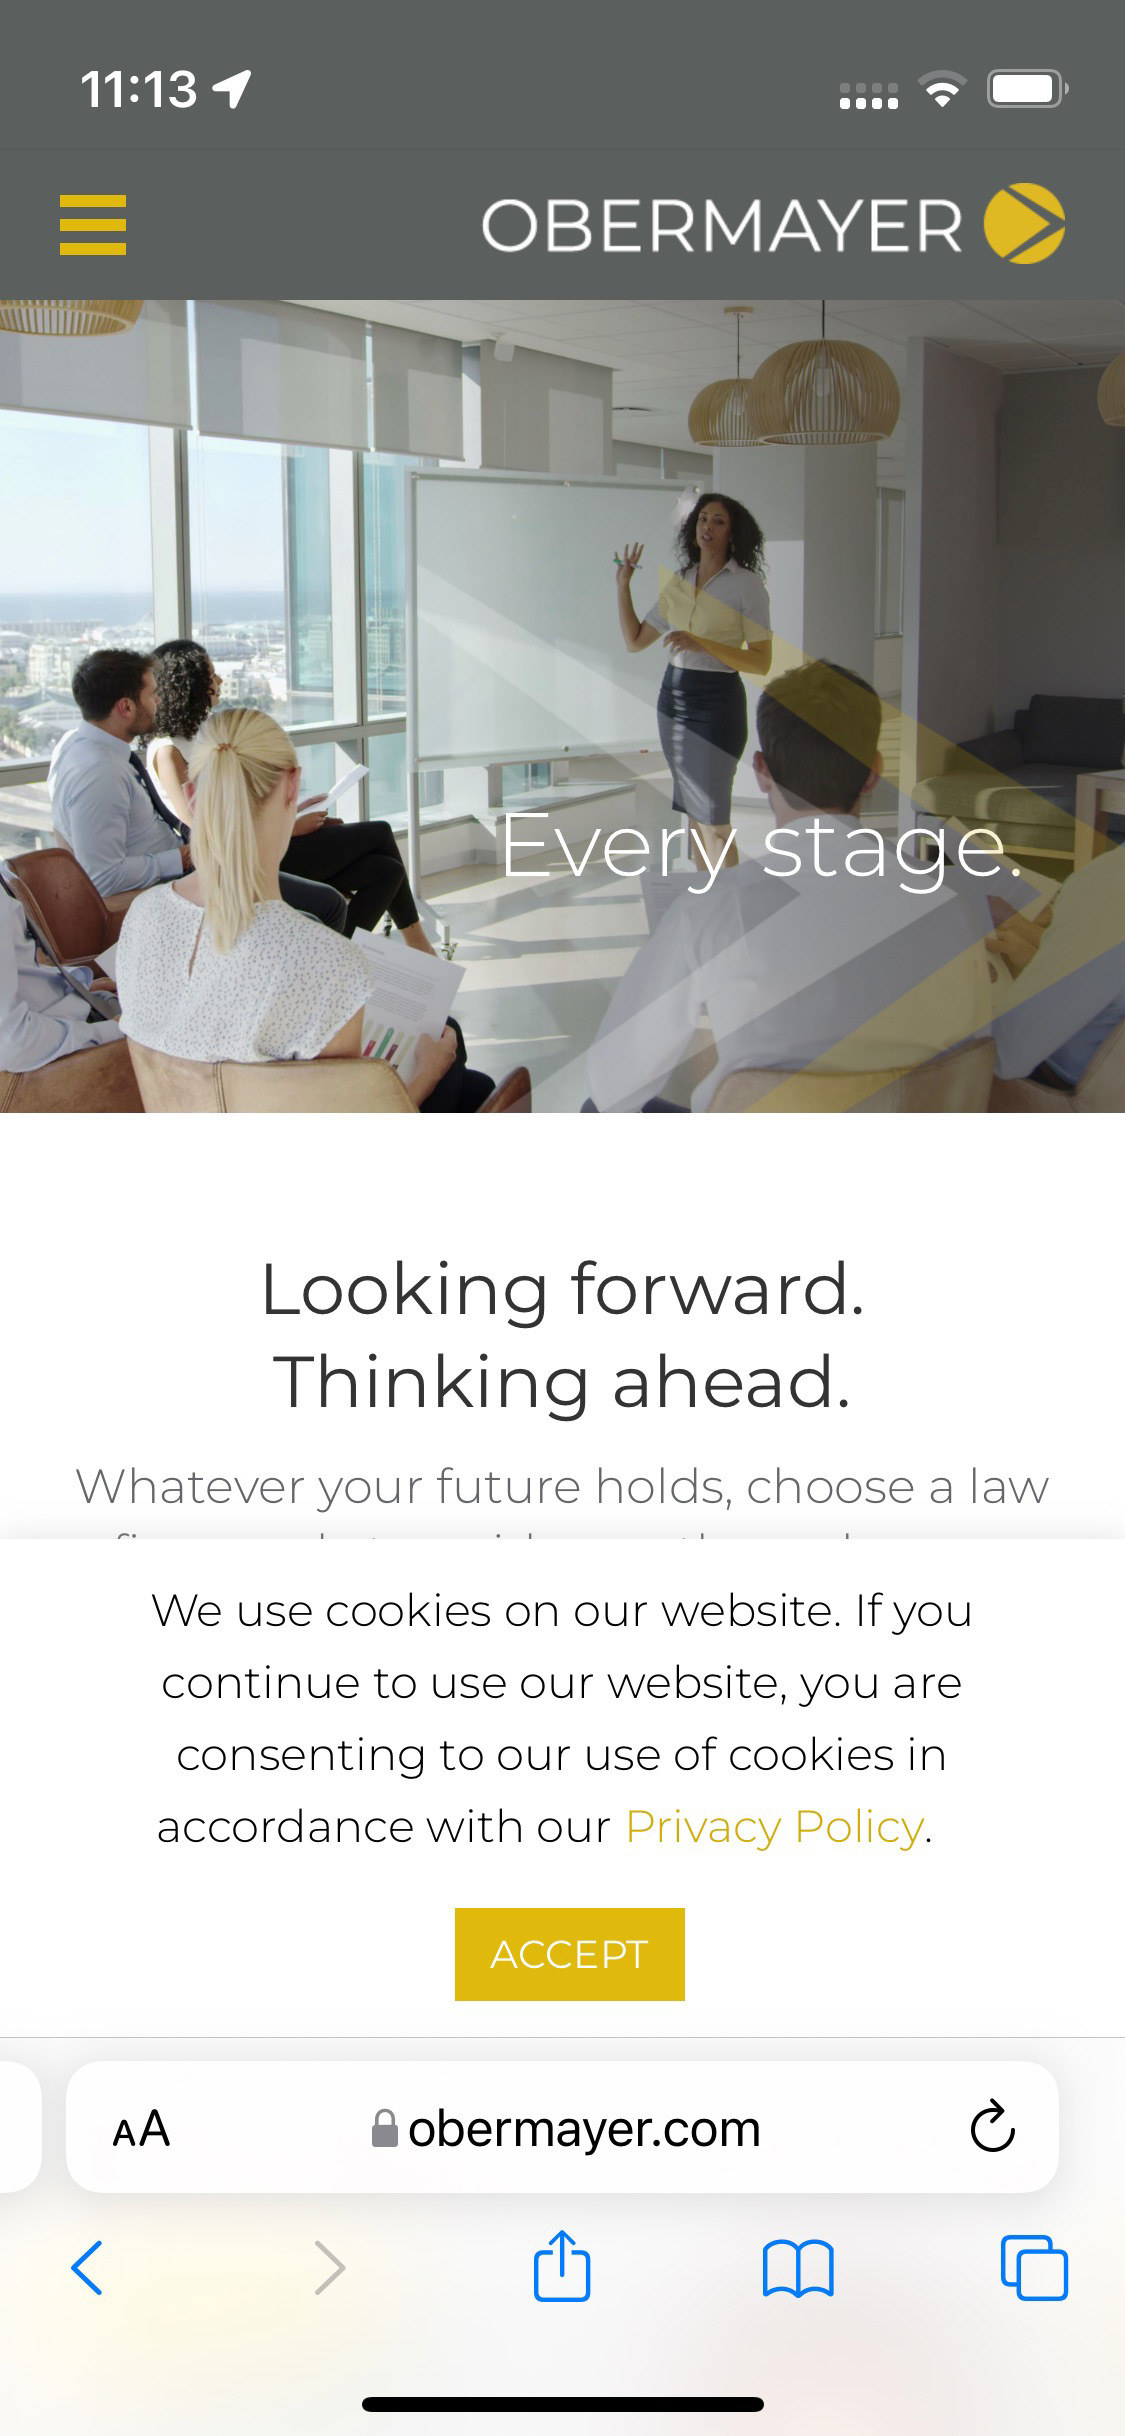 11:13
OBERMAYER
Every stage.
Looking forward.
Thinking ahead.
Whatever your future holds, choose a law
We use cookies on our website. If you
continue to use our website, you are
consenting to our use of cookies in
accordance with our Privacy Policy.
ACCEPT
AA obermayer.com